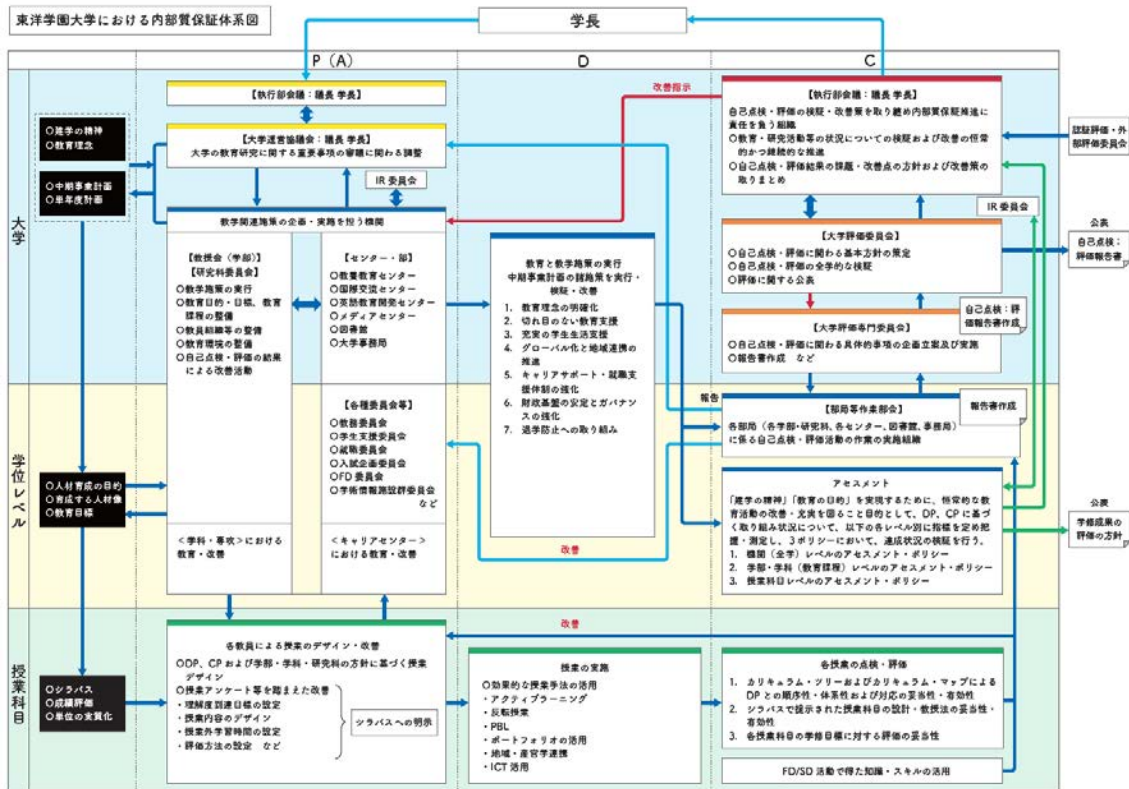 東洋学園大学における内部質保証体系図
学長
P（A）
D
C
大学
学位レベル
授業科目
○建学の精神
○教育理念
○中期事業計画
○単年度計画
○人材育成の目的
○育成する人材像
○教育目標
○シラバス
○成績評価
○単位の実質化
【執行部会議：議長 学長】
【大学運営協議会：議長 学長】
大学の教育研究に関する重要事項の審議に関わる調整
IR 委員会
教学関連施策の企画・実施を担う機関
【教授会（学部）
研究科委員会】
○教学施策の実行
○教育目的・目標、教育
課程の整備
○教員組織等の整備
○教育環境の整備
○自己点検・評価の結果
による改善活動
＜学科・専攻＞における
教育・改善
【センター・部】
○教養教育センター
○国際交流センター
○英語教育開発センター
○メディアセンター
○図書館
○大学事務局
【各種委員会等】
○教務委員会
○学生支援委員会
○就職委員会
○入試企画委員会
○FD 委員会
○学術情報施設群委員会
など
＜キャリアセンター＞
における教育・改善
各教員による授業のデザイン・改善
○DP、CP および学部・学科・研究科の方針に基づく授業
デザイン
○授業アンケート等を踏まえた改善
・理解度到達目標の設定
・授業内容のデザイン
・授業外学習時間の設定
・評価方法の設定 など
シラバスへの明示
教育と教学施策の実行
中期事業計画の諸施策を実行・
検証・改善
1. 教育理念の明確化
2. 切れ目のない教育支援
3. 充実の学生生活支援
4. グローバル化と地域連携の
推進
5. キャリアサポート・就職支
援体制の強化
6. 財政基盤の安定とガバナン
スの強化
7. 退学防止への取り組み
授業の実施
○効果的な授業手法の活用
・アクティブラーニング
・反転授業
・PBL
・ポートフォリオの活用
・地域・産官学連携
・ICT 活用
改善指示
【執行部会議：議長 学長】
自己点検・評価の検証・改善策を取り纏め内部質保証推進に
責任を負う組織
○教育・研究活動等の状況についての検証および改善の恒常
的かつ継続的な推進
○自己点検・評価結果の課題・改善点の方針および改善策の
取りまとめ
認証評価・外
部評価委員会
IR 委員会
【大学評価委員会】
○自己点検・評価に関わる基本方針の策定
○自己点検・評価の全学的な検証
○評価に関する公表
公表
自己点検：
評価報告書
自己点検：評
価報告書作成
【大学評価専門委員会】
○自己点検・評価に関わる具体的事項の企画立案及び実施
○報告書作成 など
報告
【部局等作業部会】
報告書作成
各部局（各学部・研究科、各センター、図書館、事務局）
に係る自己点検・評価活動の作業の実施組織
アセスメント
「建学の精神」「教育の目的」を実現するために、恒常的な教
育活動の改善・充実を図ること目的として、DP、CP に基づ
く取り組み状況について、以下の各レベル別に指標を定め把
握・測定し、3ポリシーにおいて、達成状況の検証を行う。
1. 機関（全学）レベルのアセスメント・ポリシー
2. 学部・学科（教育課程）レベルのアセスメント・ポリシー
3. 授業科目レベルのアセスメント・ポリシー
公表
学修成果の
評価の方針
改善
改善
各授業の点検・評価
1. カリキュラム・ツリーおよびカリキュラム・マップによる
DP との順序性・体系性および対応の妥当性・有効性
2. シラバスで提示された授業科目の設計・教授法の妥当性・
有効性
3. 各授業科目の学修目標に対する評価の妥当性
FD/SD 活動で得た知識・スキルの活用